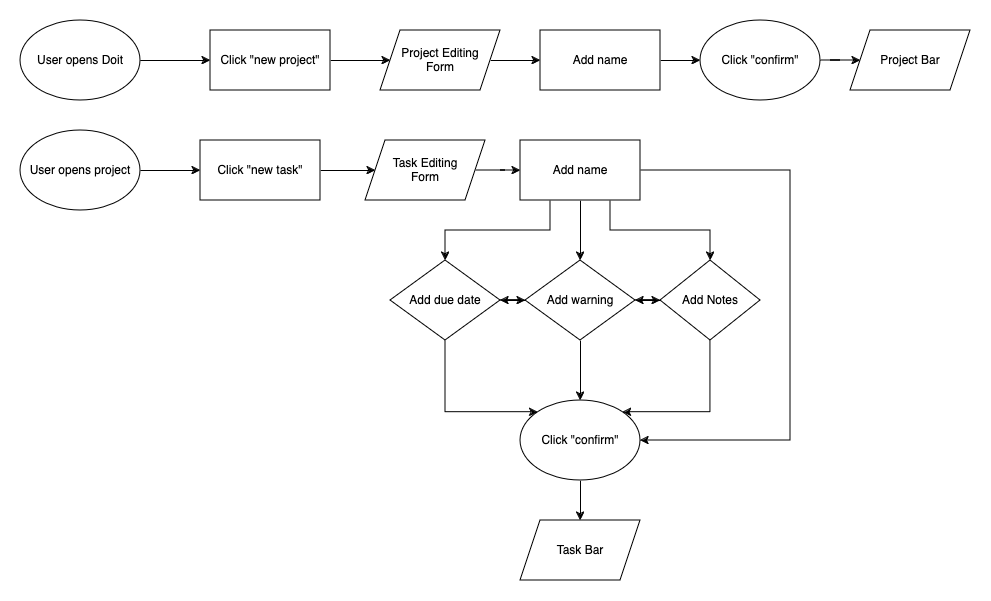 User opens Doit
Click "new project"
Project Editing
Form
Add name
Click "confirm"
Project Bar
User opens project
Click "new task"
Task Editing
Form
Add name
Add due date
Add warning
Add Notes
Click "confirm"
Task Bar